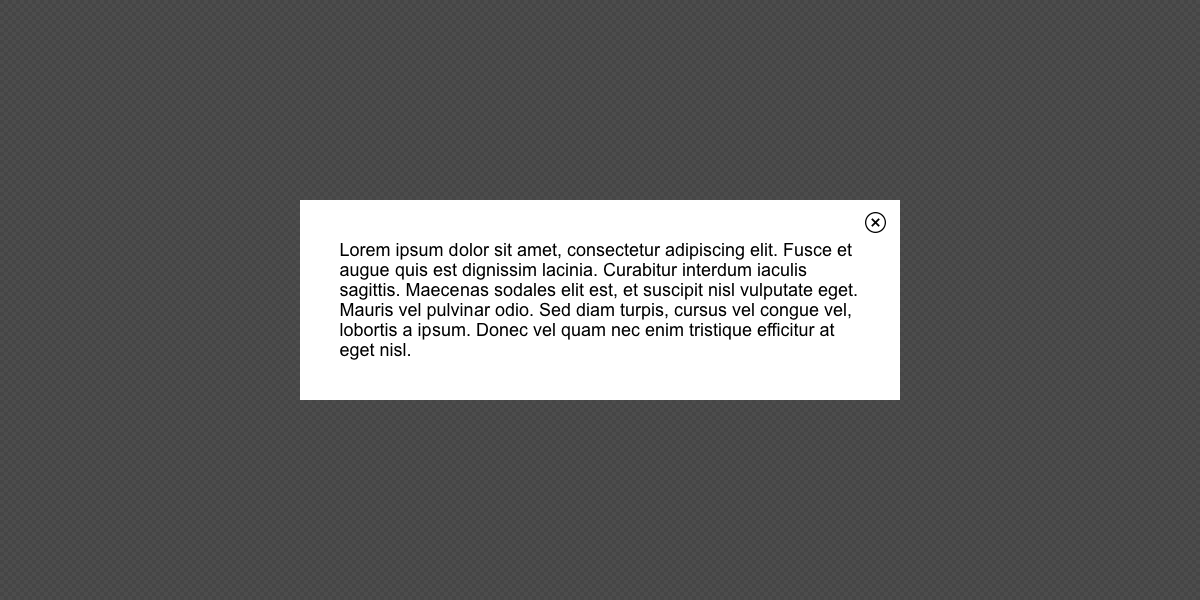 Lorem ipsum dolor sit amet, consectetur adipiscing elit. Fusce et
augue quis est dignissim lacinia. Curabitur interdum iaculis
sagittis. Maecenas sodales elit est, et suscipit nisl vulputate eget.
Mauris vel pulvinar odio. Sed diam turpis, cursus vel congue vel,
lobortis a ipsum. Donec vel quam nec enim tristique efficitur at
eget nisl.